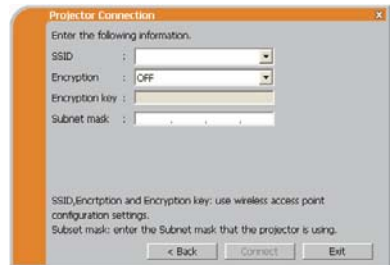 Projector Connection
Enter the following information.
SSID :
Encryption : OFF
Encryption key :
Subnet mask : . . .
SSID,Encrtption and Encryption key: use wireless access point
configuration settings.
Subset mask: enter the Subnet mask that the projector is using.
< Back Connect Exit